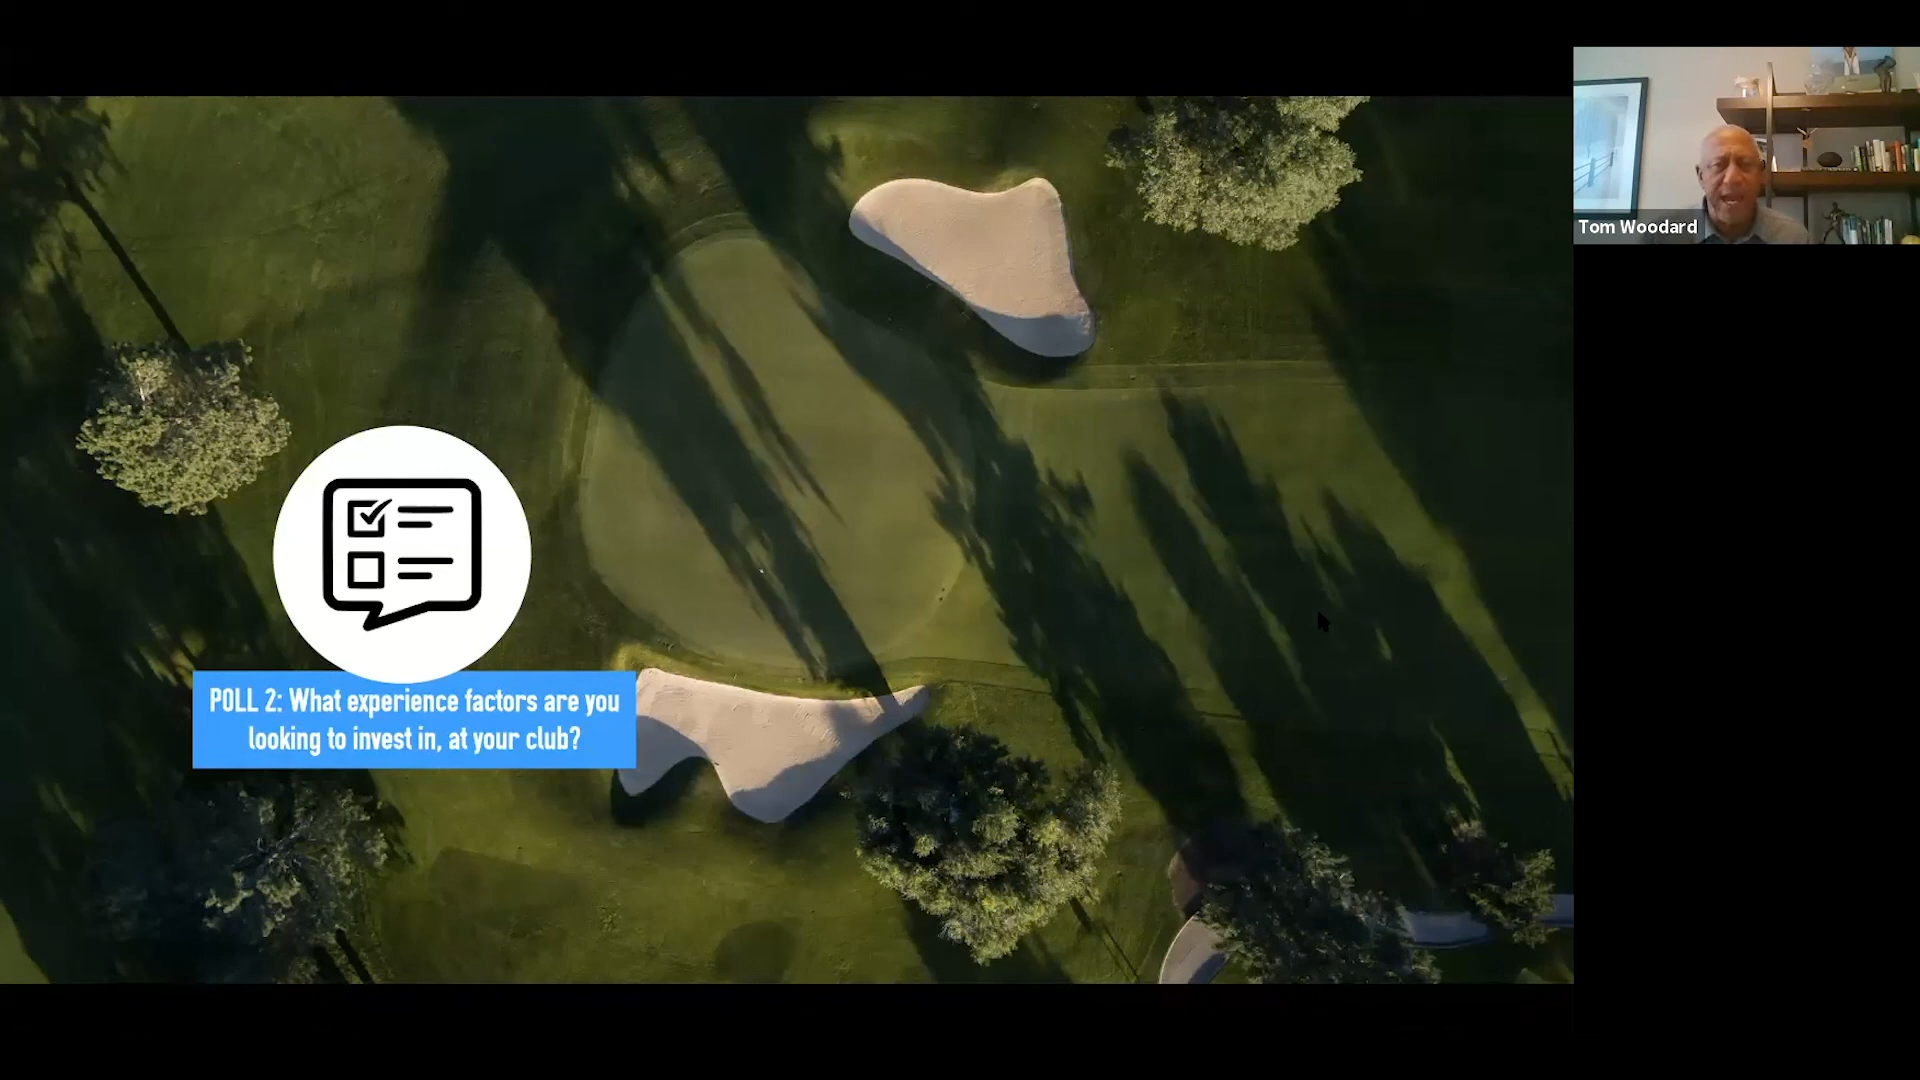 POLL 2: What experience factors are you
looking to invest in, at your club?
Tom Woodard